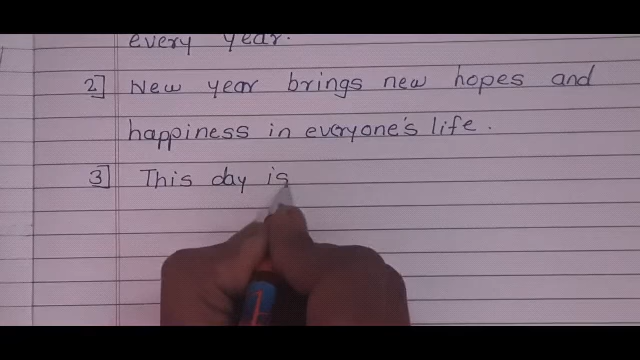 every year.
2] New year brings new hopes and
happiness in everyone's life.
3] This day is